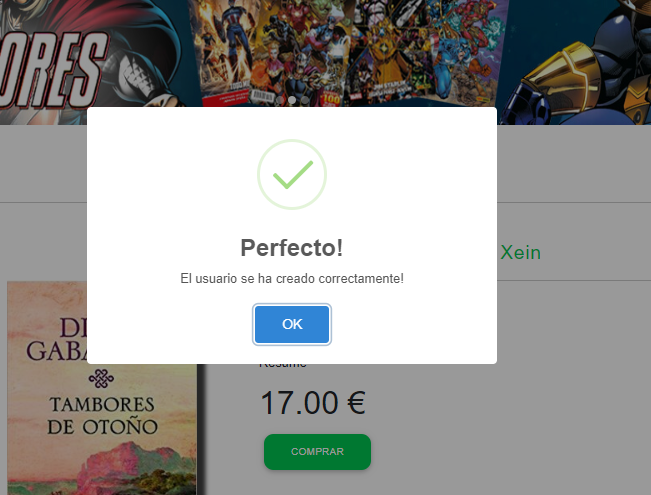 ORES
Perfecto!
El usuario se ha creado correctamente!
OK
Xein
DI
GABA
TAMBORES
DE OTOÑO
Resume
17.00 €
COMPRAR